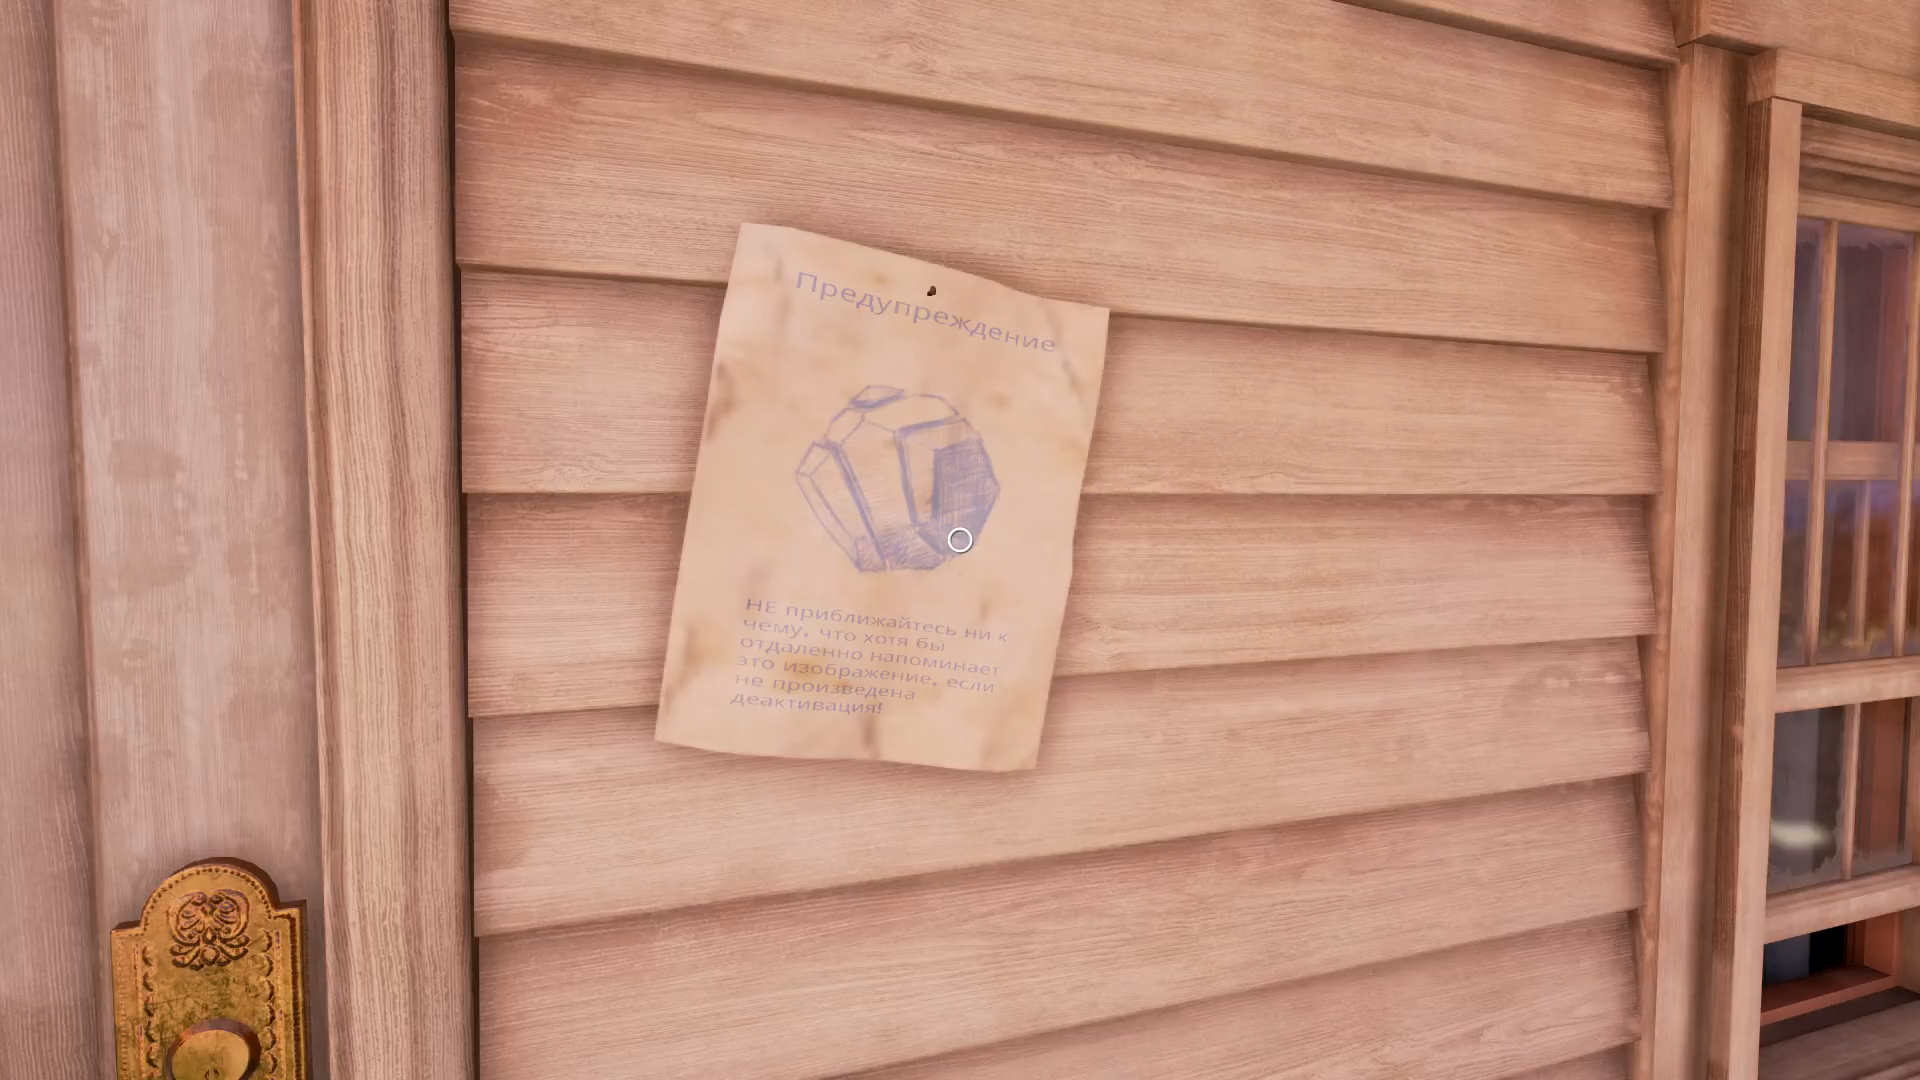 Предупреждение
НЕ приближайтесь ни к
чему, что хотя бы
отдаленно напоминает
это изображение, если
не произведена
деактивация!